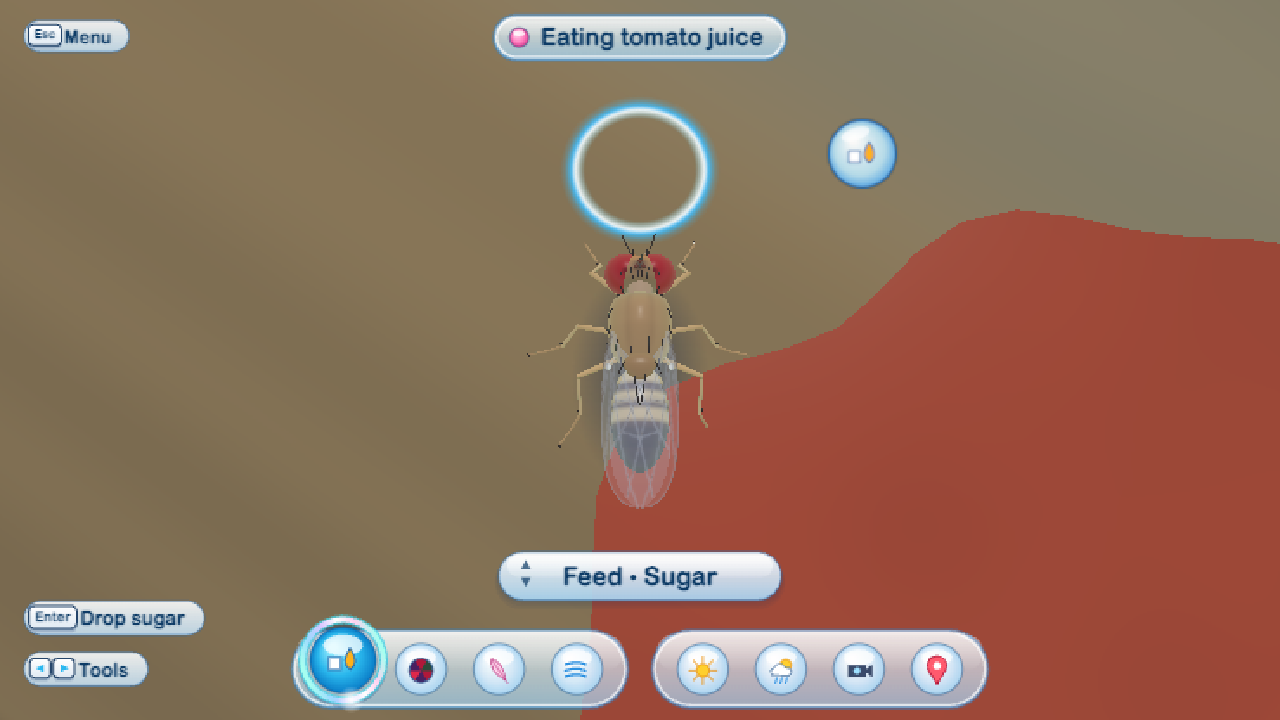 Esc Menu
Eating tomato juice
Feed • Sugar
Enter Drop sugar
Tools